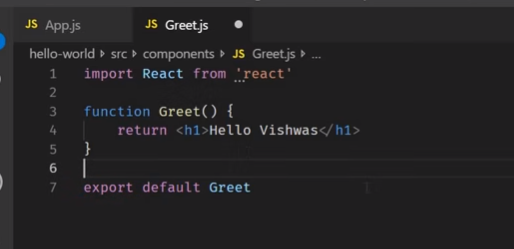 JS App.js JS Greet.js
hello-world > src > components > JS Greet.js > ...
1 import React from 'react'
2
3 function Greet() {
4 return <h1>Hello Vishwas</h1>
5 }
6
7 export default Greet